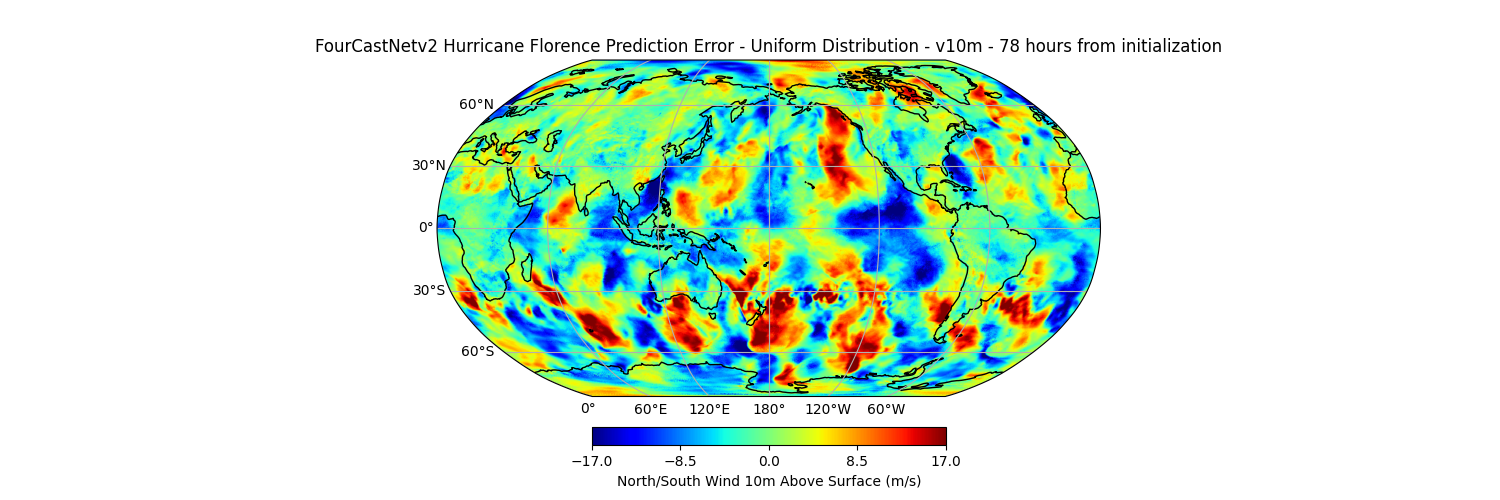 FourCastNetv2 Hurricane Florence Prediction Error - Uniform Distribution - v10m - 78 hours from initialization
60°N
30°N
0°
30°S
60°S
0° 60°E 120°E 180° 120°W 60°W
−17.0 −8.5 0.0 8.5 17.0
North/South Wind 10m Above Surface (m/s)